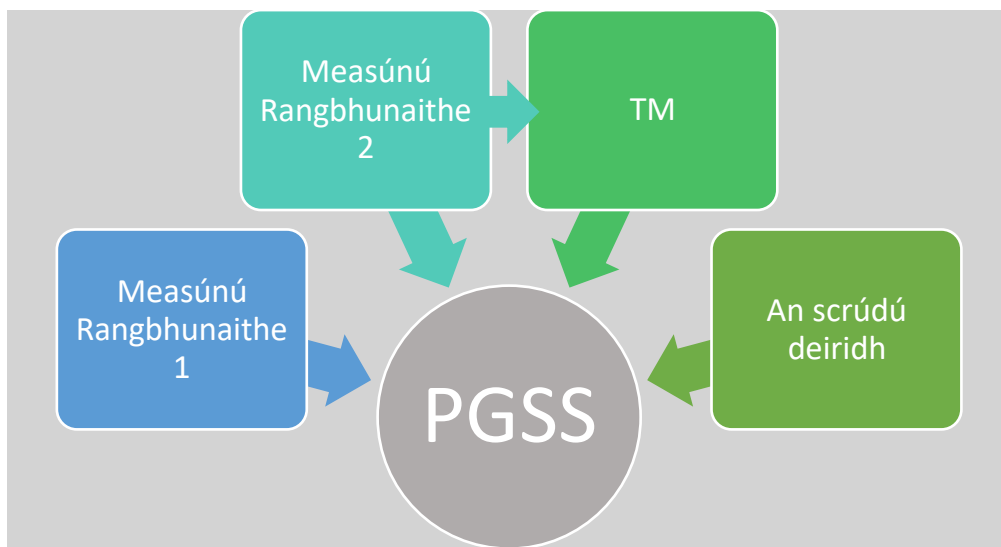 Measúnú
Rangbhunaithe
2
TM
Measúnú
Rangbhunaithe
1
An scrúdú
deiridh
PGSS